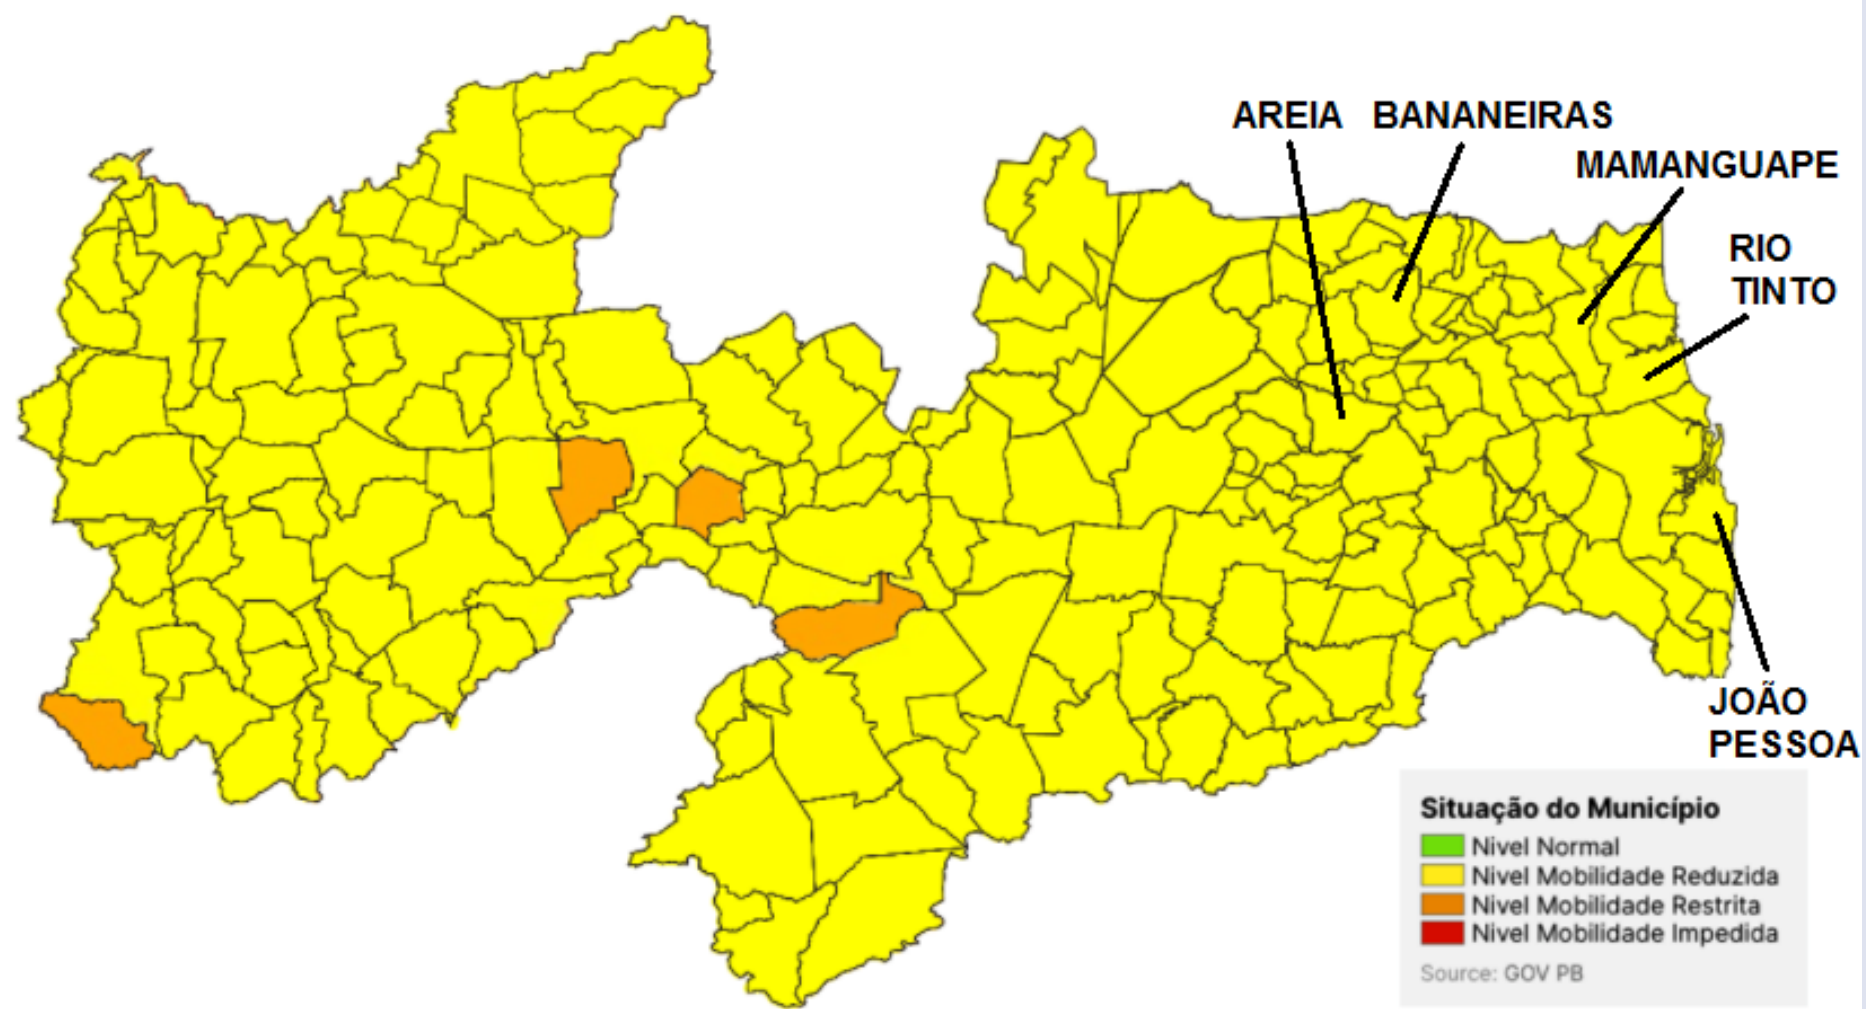 AREIA BANANEIRAS
MAMANGUAPE
RIO
TINTO
JOÃO
PESSOA
Situação do Município
Nivel Normal
Nivel Mobilidade Reduzida
Nivel Mobilidade Restrita
Nivel Mobilidade Impedida
Source: GOV PB